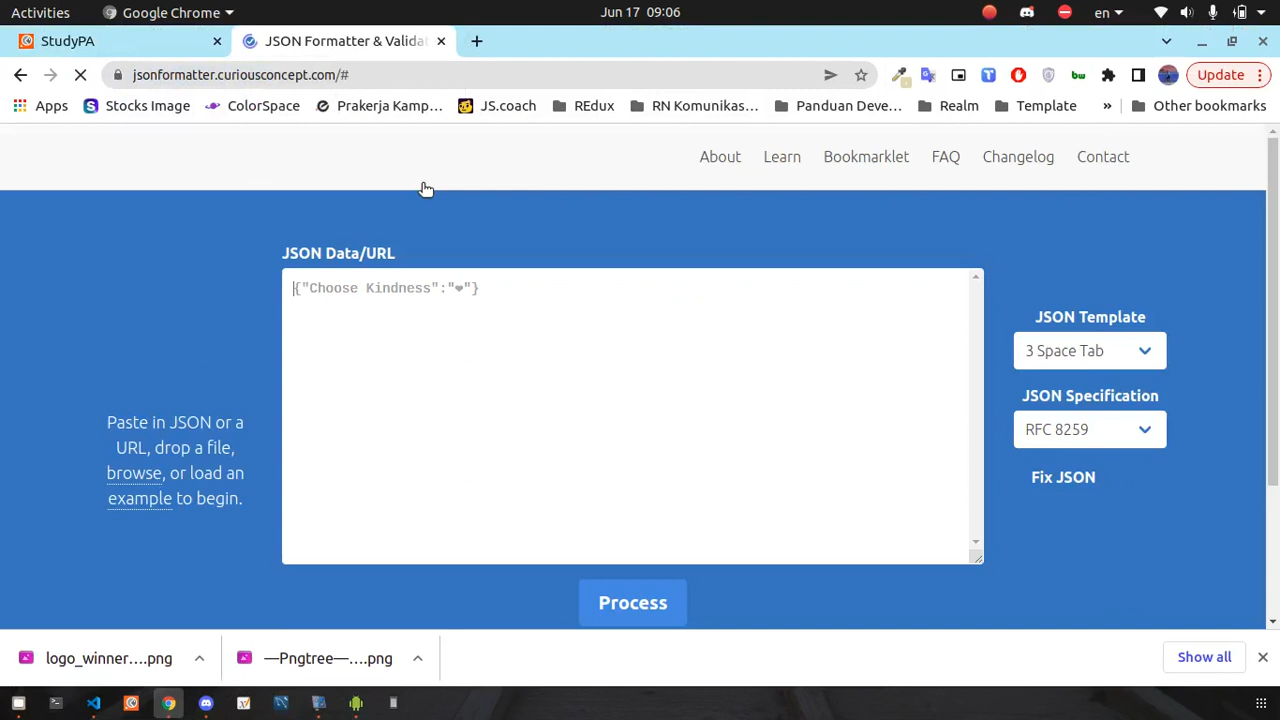 Activities
Google Chrome
Jun 17 09:06
en
StudyPA
JSON Formatter & Valida
jsonformatter.curiousconcept.com/#
Update
Apps
Stocks Image
ColorSpace
Prakerja Kamp...
JS.coach
REdux
RN Komunikas...
Panduan Deve...
Realm
Template
»
Other bookmarks
About
Learn
Bookmarklet
FAQ
Changelog
Contact
JSON Data/URL
{"Choose Kindness":"❤"}
JSON Template
3 Space Tab
JSON Specification
RFC 8259
Fix JSON
Paste in JSON or a
URL, drop a file,
browse, or load an
example to begin.
Process
logo_winner....png
—Pngtree—....png
Show all